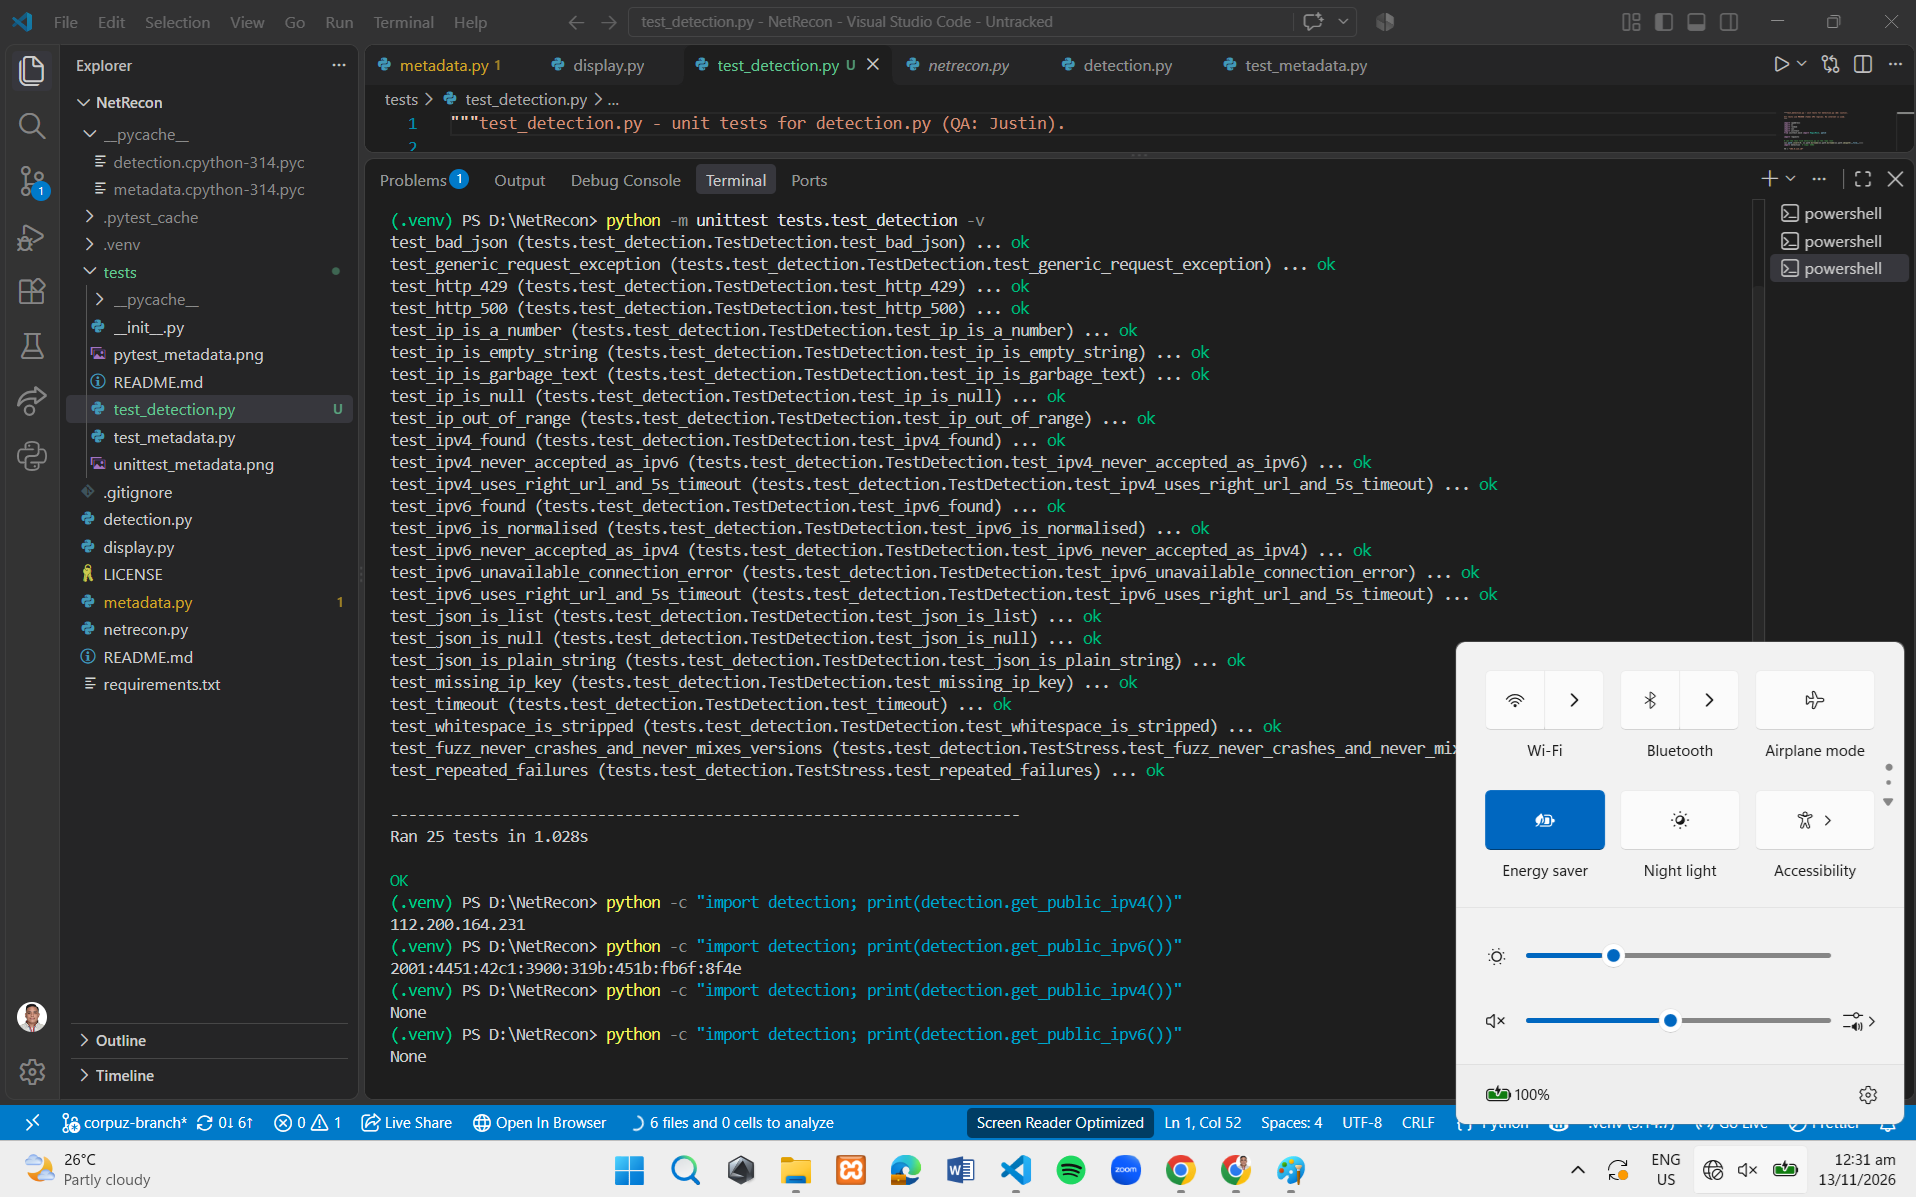 File Edit Selection View Go Run Terminal Help
test_detection.py - NetRecon - Visual Studio Code - Untracked
Explorer
NetRecon
__pycache__
detection.cpython-314.pyc
metadata.cpython-314.pyc
.pytest_cache
.venv
tests
__pycache__
__init__.py
pytest_metadata.png
README.md
test_detection.py U
test_metadata.py
unittest_metadata.png
.gitignore
detection.py
display.py
LICENSE
metadata.py 1
netrecon.py
README.md
requirements.txt
Outline
Timeline
metadata.py 1 display.py test_detection.py U netrecon.py detection.py test_metadata.py
tests > test_detection.py > ...
1 """test_detection.py - unit tests for detection.py (QA: Justin).
2
Problems 1 Output Debug Console Terminal Ports
powershell
powershell
powershell
(.venv) PS D:\NetRecon> python -m unittest tests.test_detection -v
test_bad_json (tests.test_detection.TestDetection.test_bad_json) ... ok
test_generic_request_exception (tests.test_detection.TestDetection.test_generic_request_exception) ... ok
test_http_429 (tests.test_detection.TestDetection.test_http_429) ... ok
test_http_500 (tests.test_detection.TestDetection.test_http_500) ... ok
test_ip_is_a_number (tests.test_detection.TestDetection.test_ip_is_a_number) ... ok
test_ip_is_empty_string (tests.test_detection.TestDetection.test_ip_is_empty_string) ... ok
test_ip_is_garbage_text (tests.test_detection.TestDetection.test_ip_is_garbage_text) ... ok
test_ip_is_null (tests.test_detection.TestDetection.test_ip_is_null) ... ok
test_ip_out_of_range (tests.test_detection.TestDetection.test_ip_out_of_range) ... ok
test_ipv4_found (tests.test_detection.TestDetection.test_ipv4_found) ... ok
test_ipv4_never_accepted_as_ipv6 (tests.test_detection.TestDetection.test_ipv4_never_accepted_as_ipv6) ... ok
test_ipv4_uses_right_url_and_5s_timeout (tests.test_detection.TestDetection.test_ipv4_uses_right_url_and_5s_timeout) ... ok
test_ipv6_found (tests.test_detection.TestDetection.test_ipv6_found) ... ok
test_ipv6_is_normalised (tests.test_detection.TestDetection.test_ipv6_is_normalised) ... ok
test_ipv6_never_accepted_as_ipv4 (tests.test_detection.TestDetection.test_ipv6_never_accepted_as_ipv4) ... ok
test_ipv6_unavailable_connection_error (tests.test_detection.TestDetection.test_ipv6_unavailable_connection_error) ... ok
test_ipv6_uses_right_url_and_5s_timeout (tests.test_detection.TestDetection.test_ipv6_uses_right_url_and_5s_timeout) ... ok
test_json_is_list (tests.test_detection.TestDetection.test_json_is_list) ... ok
test_json_is_null (tests.test_detection.TestDetection.test_json_is_null) ... ok
test_json_is_plain_string (tests.test_detection.TestDetection.test_json_is_plain_string) ... ok
test_missing_ip_key (tests.test_detection.TestDetection.test_missing_ip_key) ... ok
test_timeout (tests.test_detection.TestDetection.test_timeout) ... ok
test_whitespace_is_stripped (tests.test_detection.TestDetection.test_whitespace_is_stripped) ... ok
test_fuzz_never_crashes_and_never_mixes_versions (tests.test_detection.TestStress.test_fuzz_never_crashes_and_never_mix
test_repeated_failures (tests.test_detection.TestStress.test_repeated_failures) ... ok
----------------------------------------------------------------------
Ran 25 tests in 1.028s
OK
(.venv) PS D:\NetRecon> python -c "import detection; print(detection.get_public_ipv4())"
112.200.164.231
(.venv) PS D:\NetRecon> python -c "import detection; print(detection.get_public_ipv6())"
2001:4451:42c1:3900:319b:451b:fb6f:8f4e
(.venv) PS D:\NetRecon> python -c "import detection; print(detection.get_public_ipv4())"
None
(.venv) PS D:\NetRecon> python -c "import detection; print(detection.get_public_ipv6())"
None
Wi-Fi Bluetooth Airplane mode
Energy saver Night light Accessibility
100%
corpuz-branch* 0↓ 6↑ 0 1 Live Share Open In Browser 6 files and 0 cells to analyze Screen Reader Optimized Ln 1, Col 52 Spaces: 4 UTF-8 CRLF
26°C
Partly cloudy
zoom
ENG
US
12:31 am
13/11/2026